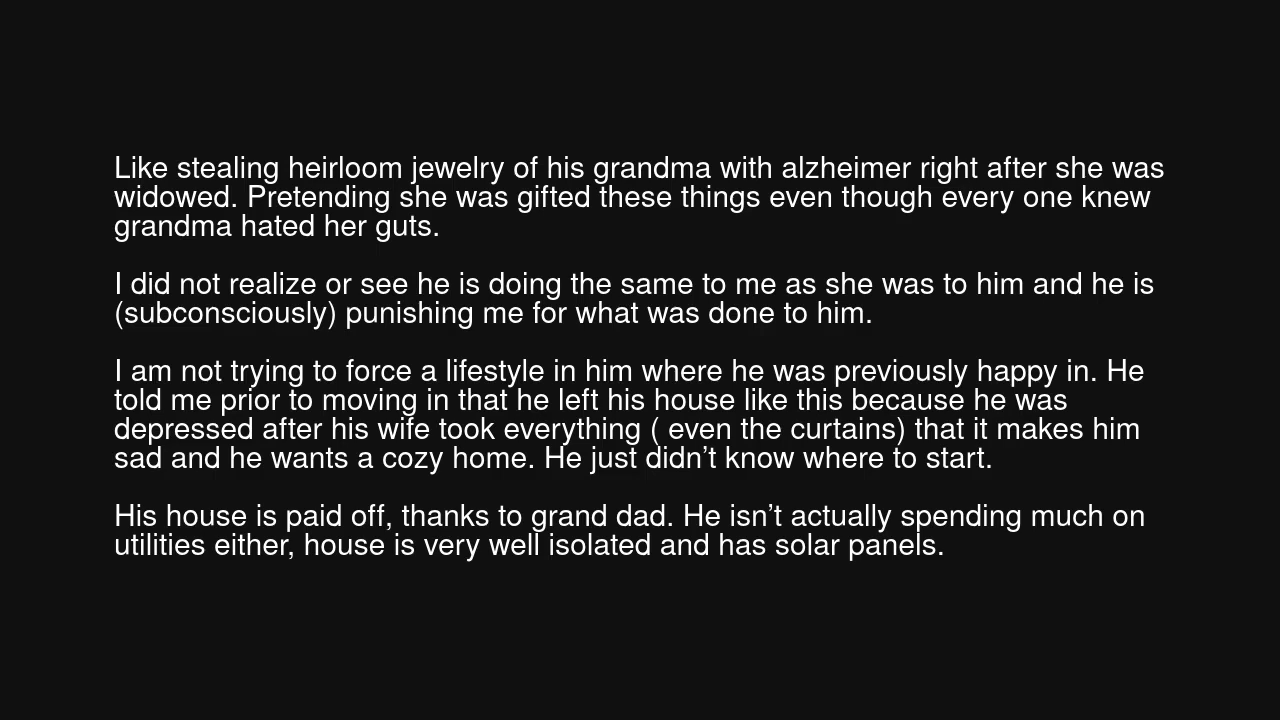 Like stealing heirloom jewelry of his grandma with alzheimer right after she was
widowed. Pretending she was gifted these things even though every one knew
grandma hated her guts.
I did not realize or see he is doing the same to me as she was to him and he is
(subconsciously) punishing me for what was done to him.
I am not trying to force a lifestyle in him where he was previously happy in. He
told me prior to moving in that he left his house like this because he was
depressed after his wife took everything ( even the curtains) that it makes him
sad and he wants a cozy home. He just didn’t know where to start.
His house is paid off, thanks to grand dad. He isn’t actually spending much on
utilities either, house is very well isolated and has solar panels.